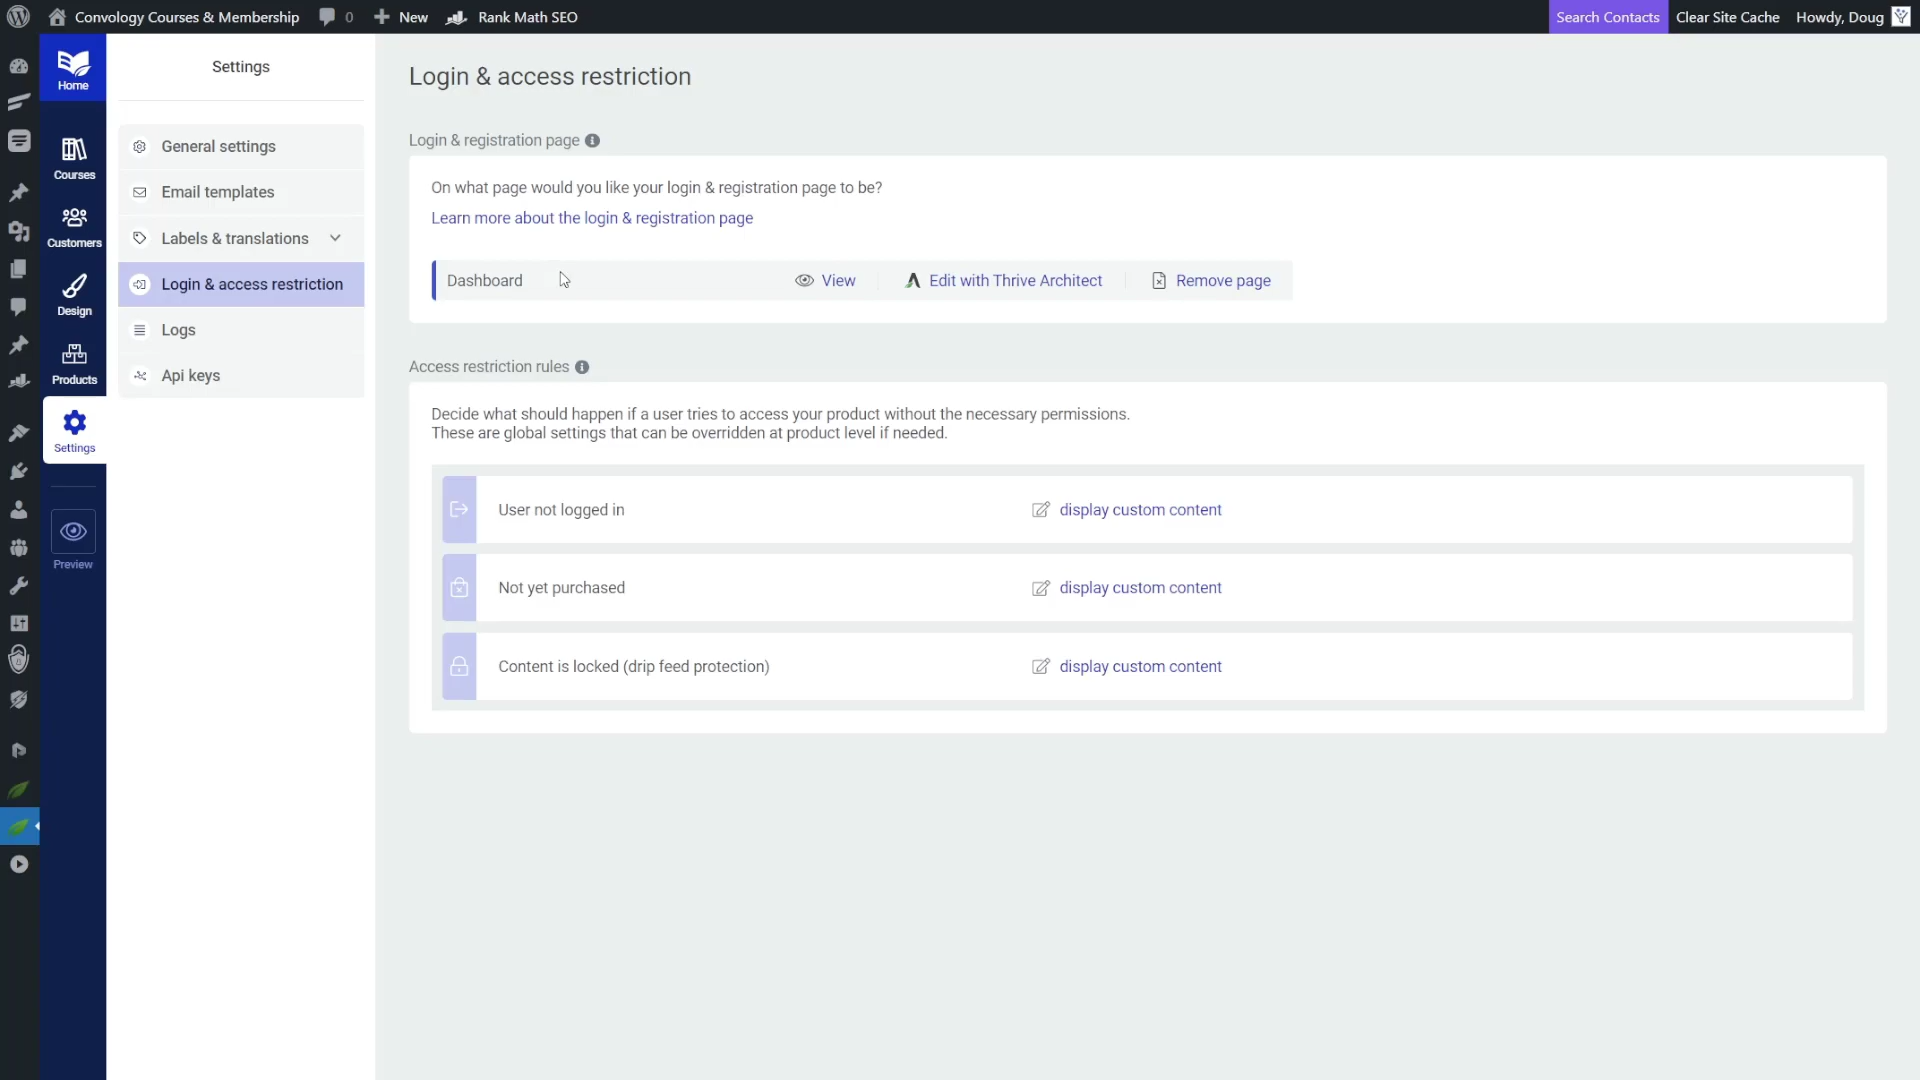 Convology Courses & Membership
0
New
Rank Math SEO
Search Contacts
Clear Site Cache
Howdy, Doug
Home
Courses
Customers
Design
Products
Settings
Preview
Settings
General settings
Email templates
Labels & translations
Login & access restriction
Logs
Api keys
Login & access restriction
Login & registration page
On what page would you like your login & registration page to be?
Learn more about the login & registration page
Dashboard
View
Edit with Thrive Architect
Remove page
Access restriction rules
Decide what should happen if a user tries to access your product without the necessary permissions.
These are global settings that can be overridden at product level if needed.
User not logged in
display custom content
Not yet purchased
display custom content
Content is locked (drip feed protection)
display custom content